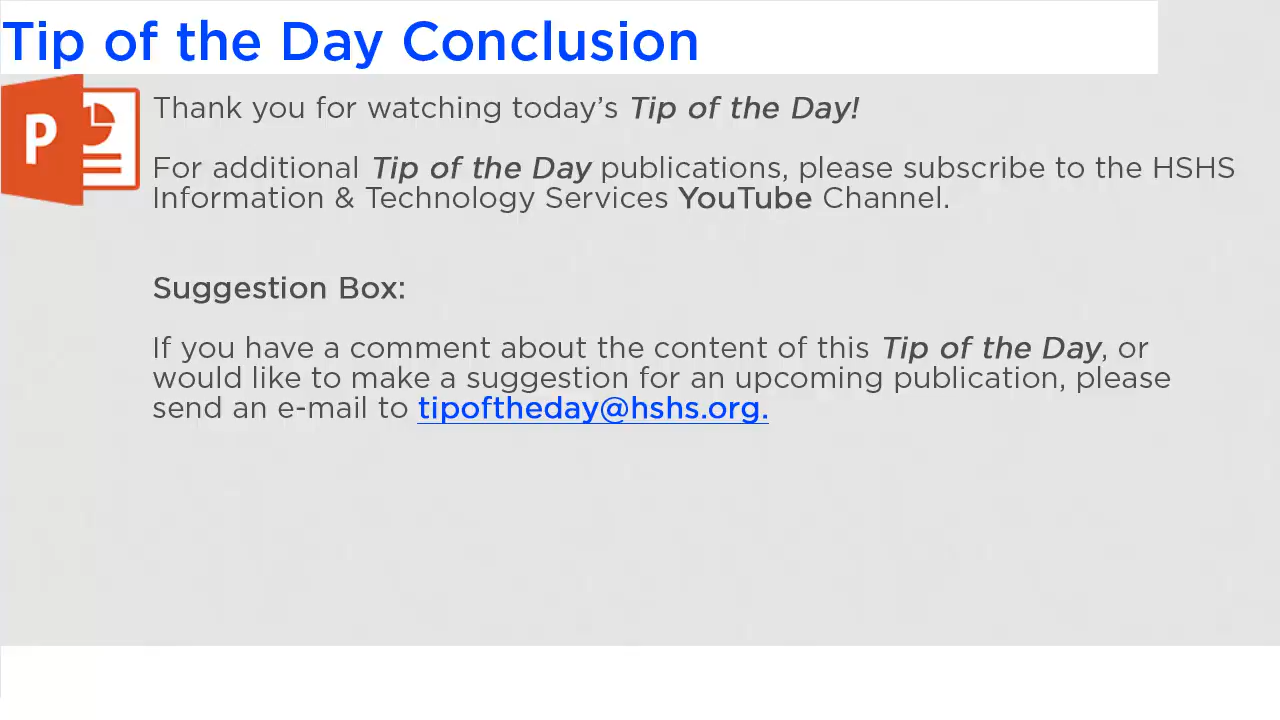 Tip of the Day Conclusion
P
Thank you for watching today’s Tip of the Day!
For additional Tip of the Day publications, please subscribe to the HSHS
Information & Technology Services YouTube Channel.
Suggestion Box:
If you have a comment about the content of this Tip of the Day, or
would like to make a suggestion for an upcoming publication, please
send an e-mail to tipoftheday@hshs.org.